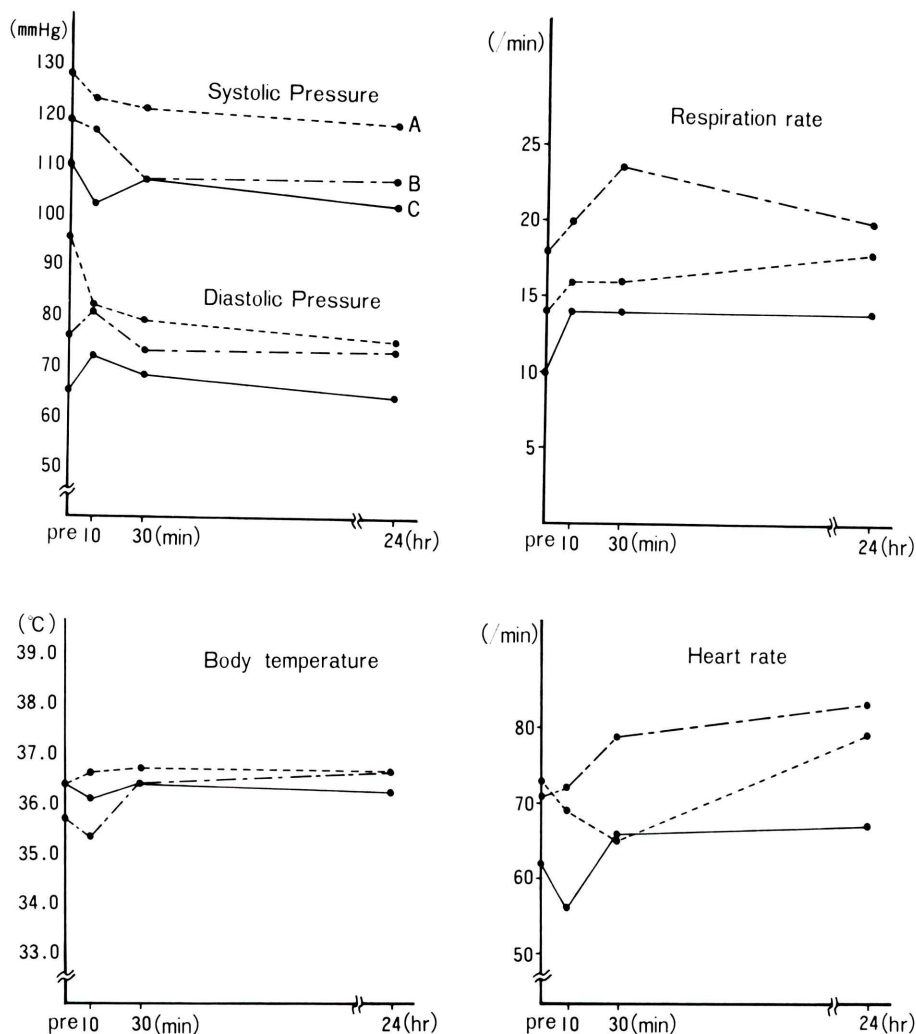 (mmHg)
130
120
110
100
90
80
70
60
50
Systolic Pressure
A
B
C
Diastolic Pressure
pre 10 30(min) 24(hr)
(/min)
25
20
15
10
5
Respiration rate
pre 10 30(min) 24(hr)
(℃)
39.0
38.0
37.0
36.0
35.0
34.0
33.0
Body temperature
pre 10 30(min) 24(hr)
(/min)
80
70
60
50
Heart rate
pre 10 30(min) 24(hr)